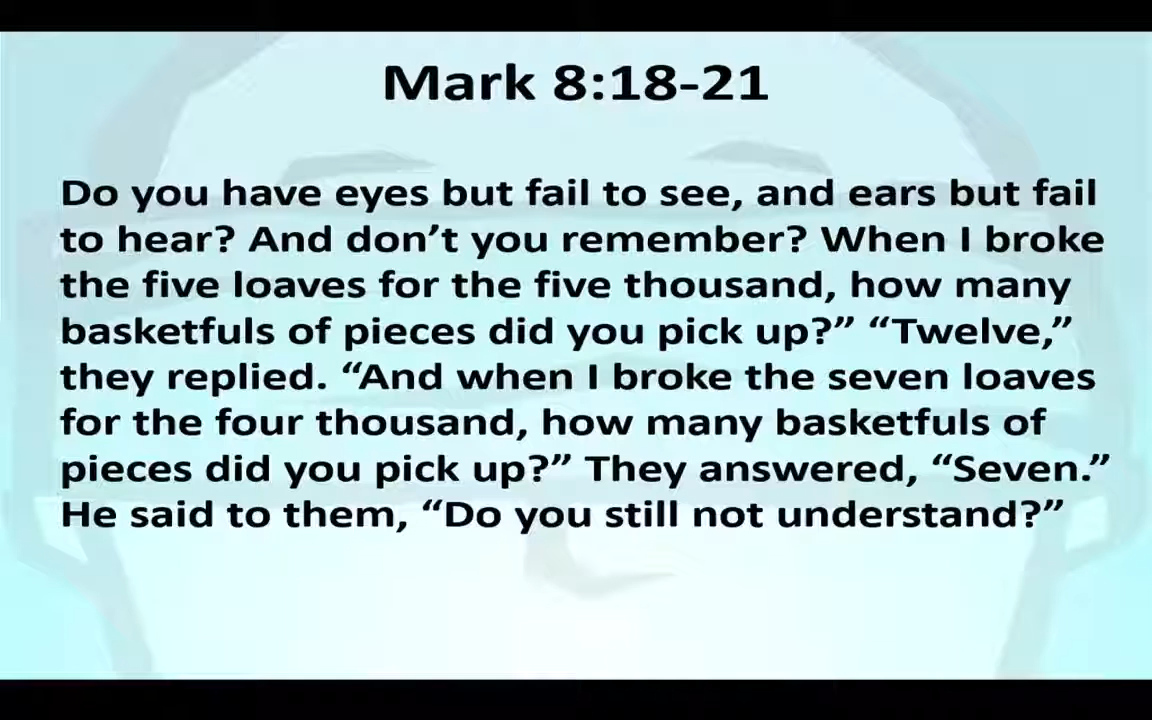 Mark 8:18-21
Do you have eyes but fail to see, and ears but fail
to hear? And don’t you remember? When I broke
the five loaves for the five thousand, how many
basketfuls of pieces did you pick up?” “Twelve,”
they replied. “And when I broke the seven loaves
for the four thousand, how many basketfuls of
pieces did you pick up?” They answered, “Seven.”
He said to them, “Do you still not understand?”